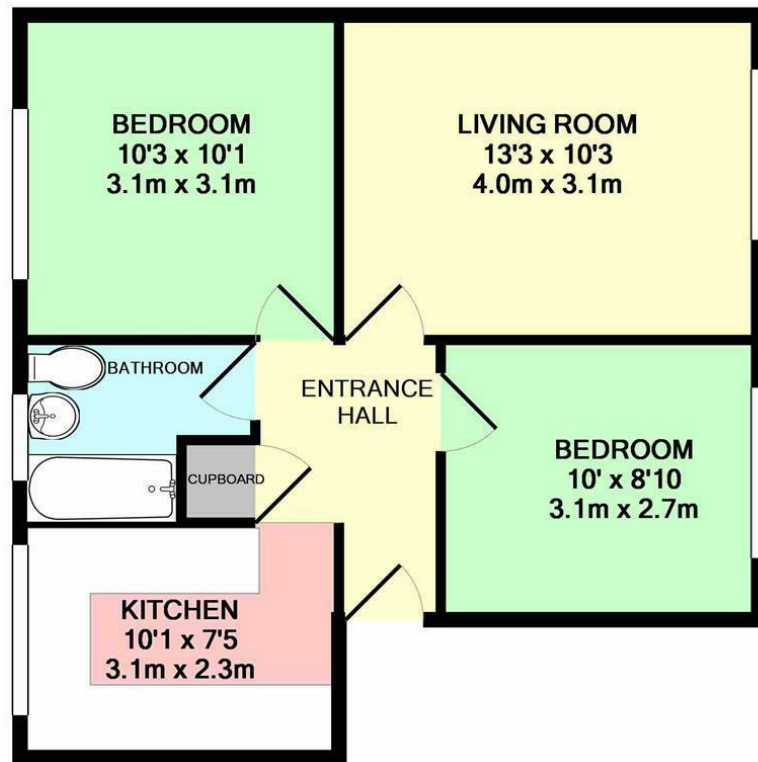 BEDROOM
10'3 x 10'1
3.1m x 3.1m
LIVING ROOM
13'3 x 10'3
4.0m x 3.1m
BATHROOM
ENTRANCE
HALL
BEDROOM
10' x 8'10
3.1m x 2.7m
CUPBOARD
KITCHEN
10'1 x 7'5
3.1m x 2.3m